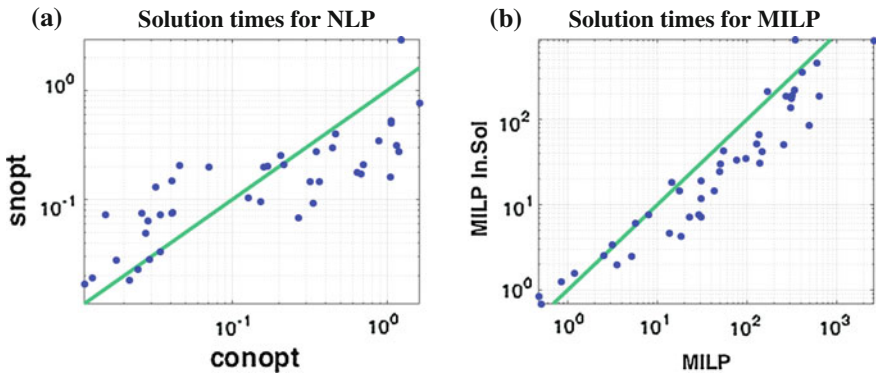 (a) Solution times for NLP
snopt
10^0
10^-1
10^-1 10^0
conopt
(b) Solution times for MILP
MILP In.Sol
10^2
10^1
10^0
10^0 10^1 10^2 10^3
MILP